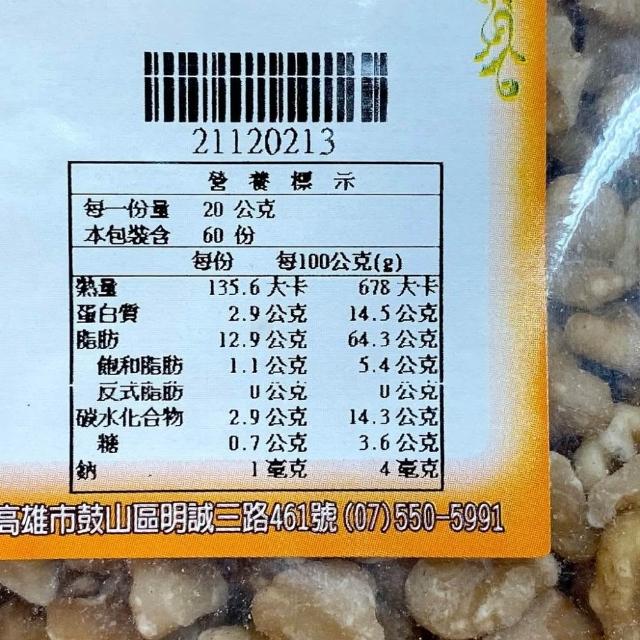 21120213
營養標示
每一份量 20 公克
本包裝含 60 份
每份 每100公克(g)
熱量 135.6 大卡 678 大卡
蛋白質 2.9 公克 14.5 公克
脂肪 12.9 公克 64.3 公克
飽和脂肪 1.1 公克 5.4 公克
反式脂肪 0 公克 0 公克
碳水化合物 2.9 公克 14.3 公克
糖 0.7 公克 3.6 公克
鈉 1 毫克 4 毫克
高雄市鼓山區明誠三路461號 (07)550-5991